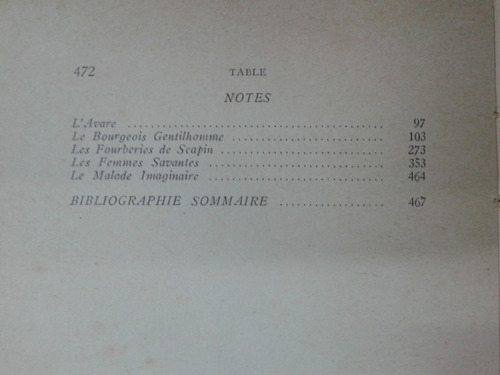 472 TABLE
NOTES
L'Avare ........................................ 97
Le Bourgeois Gentilhomme ........................ 103
Les Fourberies de Scapin ........................ 273
Les Femmes Savantes ........................ 353
Le Malade Imaginaire ........................ 464
BIBLIOGRAPHIE SOMMAIRE ................ 467